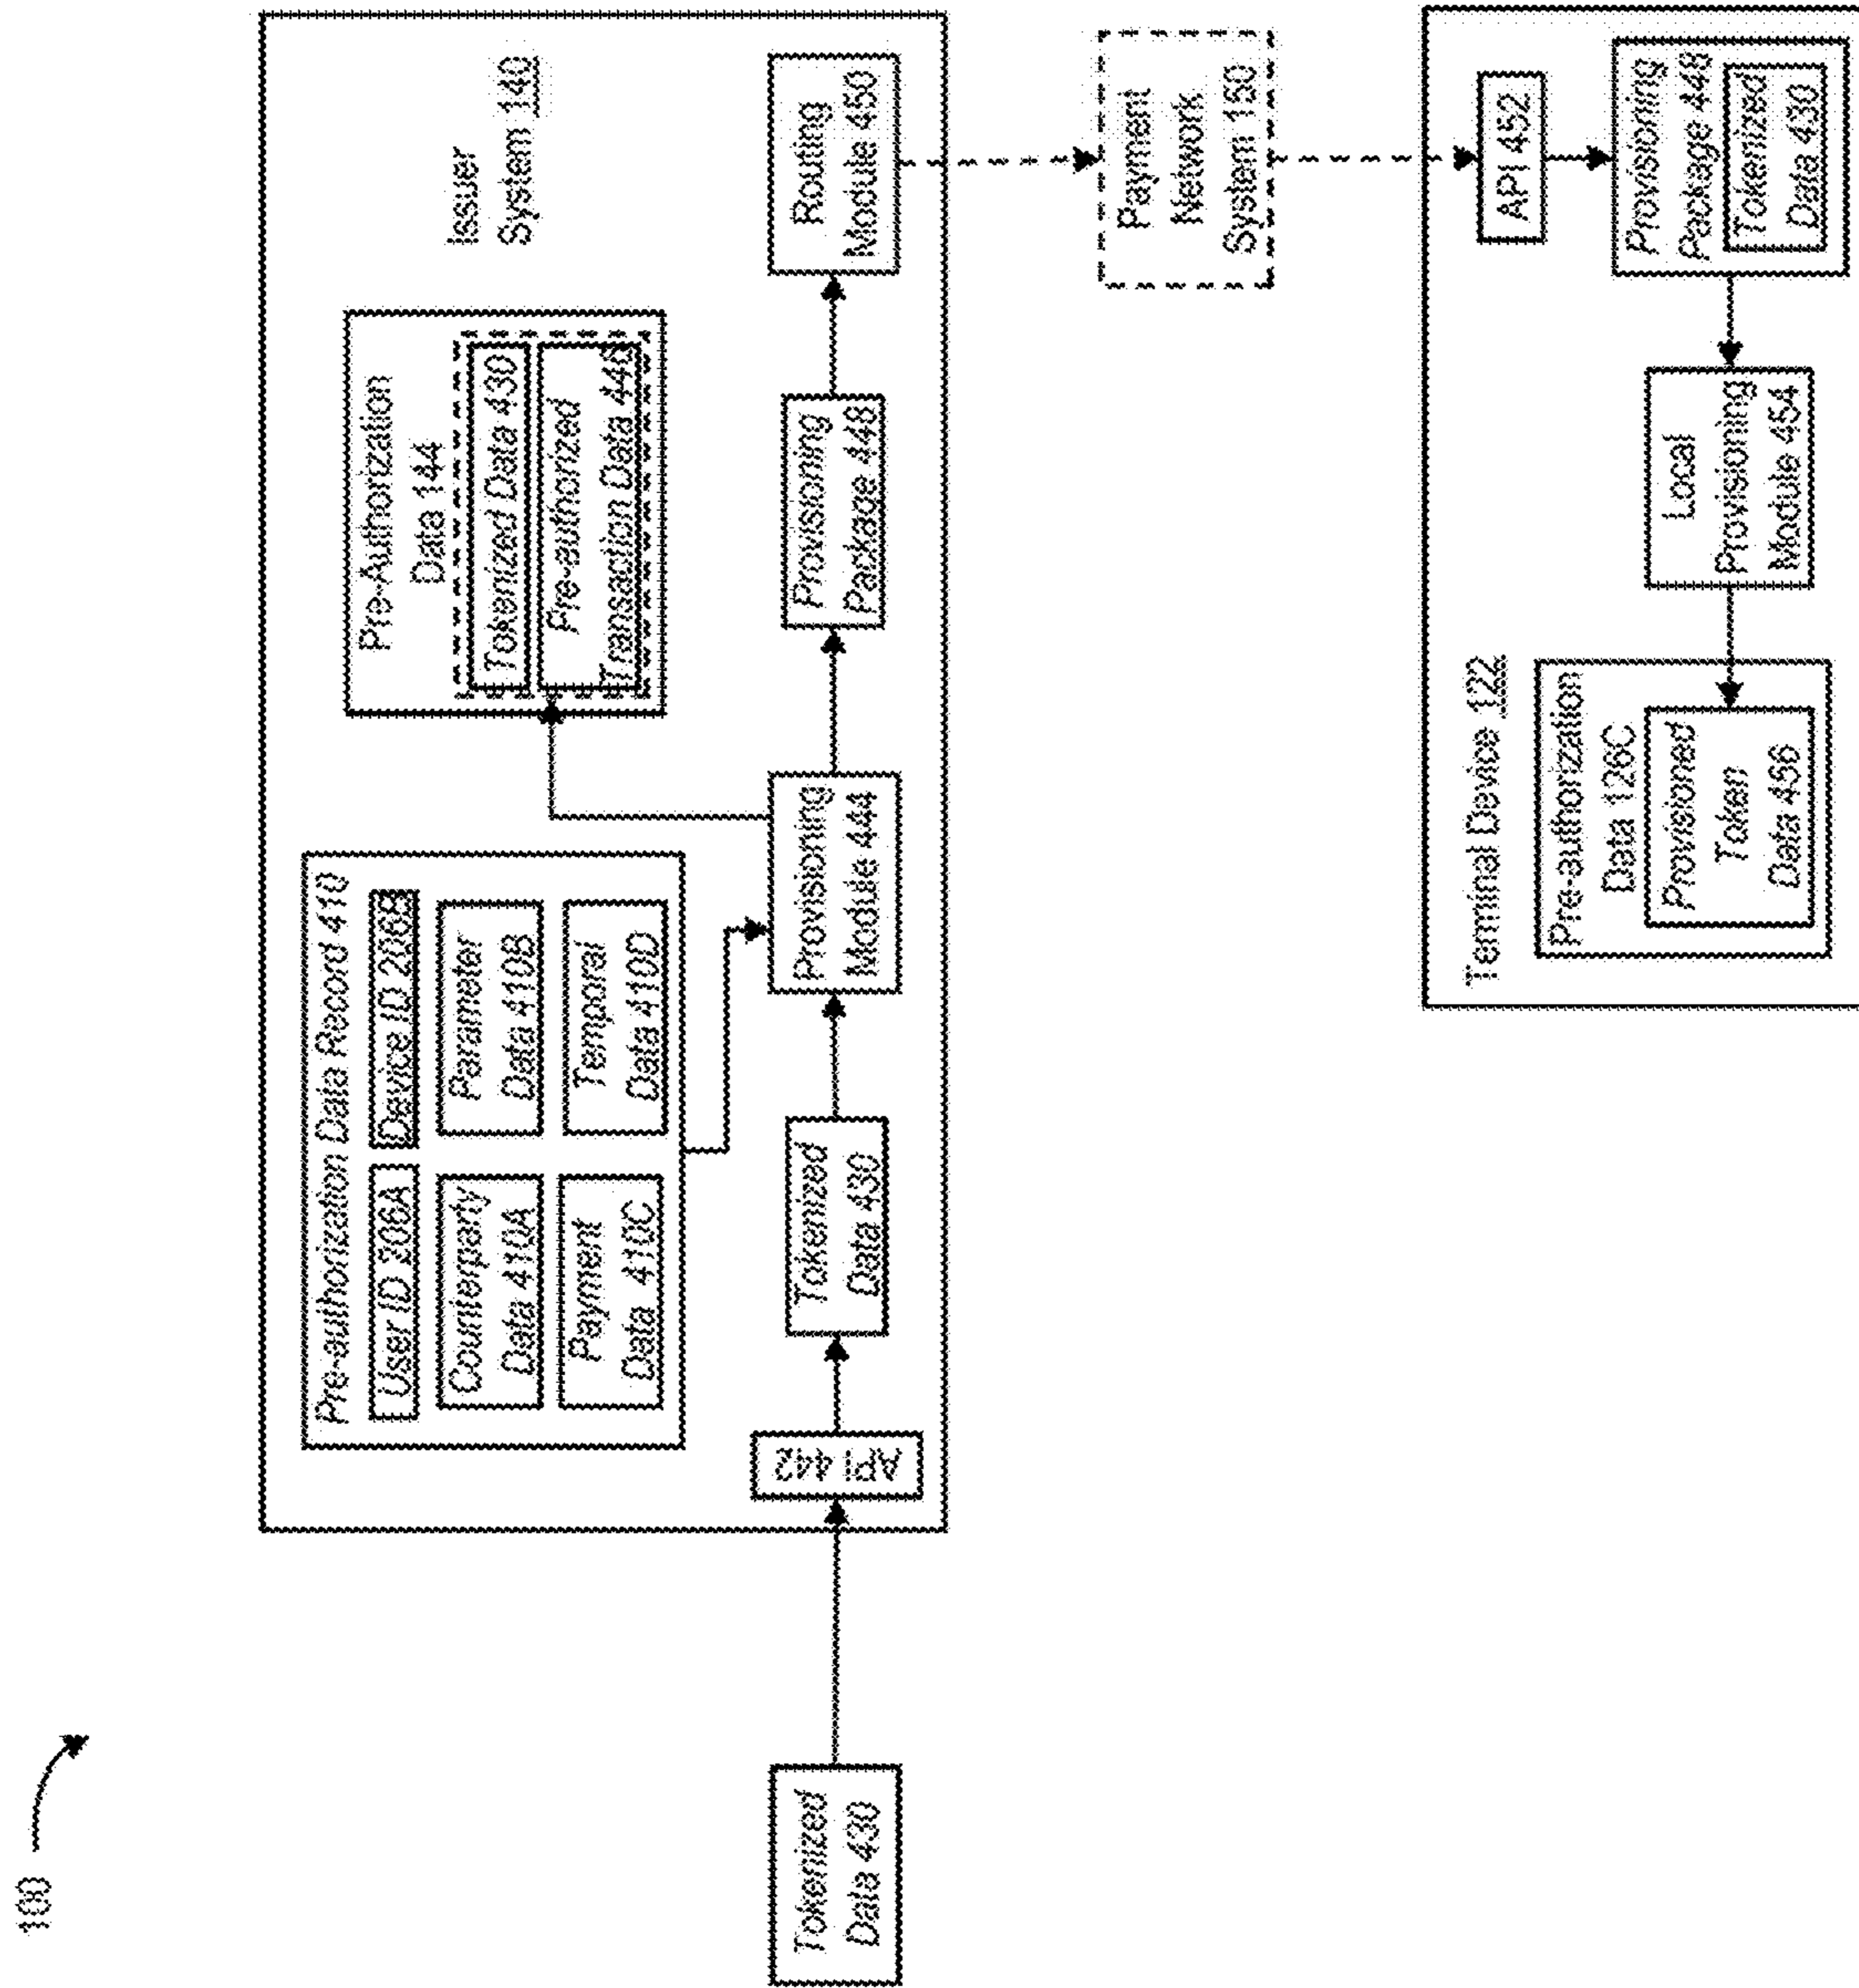 100
Issuer
System 140
Pre-authorization Data Record 410
User ID 206A
Device ID 206B
Counterparty
Data 410A
Parameter
Data 410B
Payment
Data 410C
Temporal
Data 410D
Pre-Authorization
Data 144
Tokenized Data 430
Pre-authorized
Transaction Data 446
Tokenized
Data 430
API 442
Tokenized
Data 430
Provisioning
Module 444
Provisioning
Package 448
Routing
Module 450
Payment
Network
System 150
Terminal Device 122
API 452
Provisioning
Package 448
Tokenized
Data 430
Local
Provisioning
Module 454
Pre-authorization
Data 126C
Provisioned
Token
Data 456